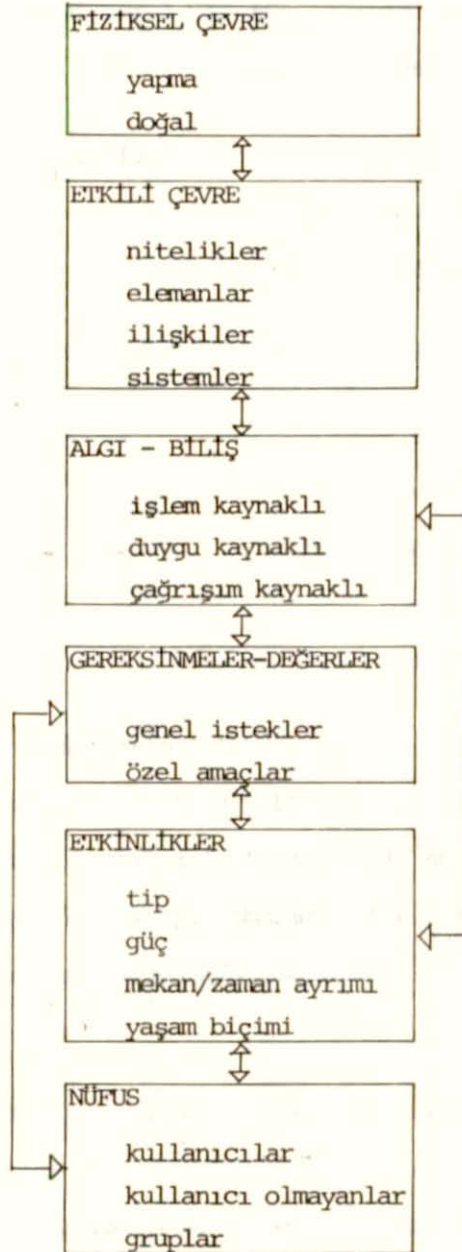 FİZİKSEL ÇEVRE
yapma
doğal
ETKİLİ ÇEVRE
nitelikler
elemanlar
ilişkiler
sistemler
ALGI - BİLİŞ
işlem kaynaklı
duygu kaynaklı
çağrışım kaynaklı
GEREKSİNMELER-DEĞERLER
genel istekler
özel amaçlar
ETKİNLİKLER
tip
güç
mekan/zaman ayrımı
yaşam biçimi
NÜFUS
kullanıcılar
kullanıcı olmayanlar
gruplar